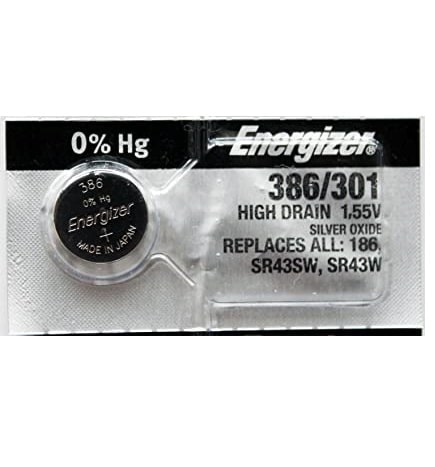 0% Hg
Energizer®
386/301
HIGH DRAIN 1.55V
SILVER OXIDE
REPLACES ALL: 186,
SR43SW, SR43W
386
0% Hg
Energizer
+
MADE IN JAPAN